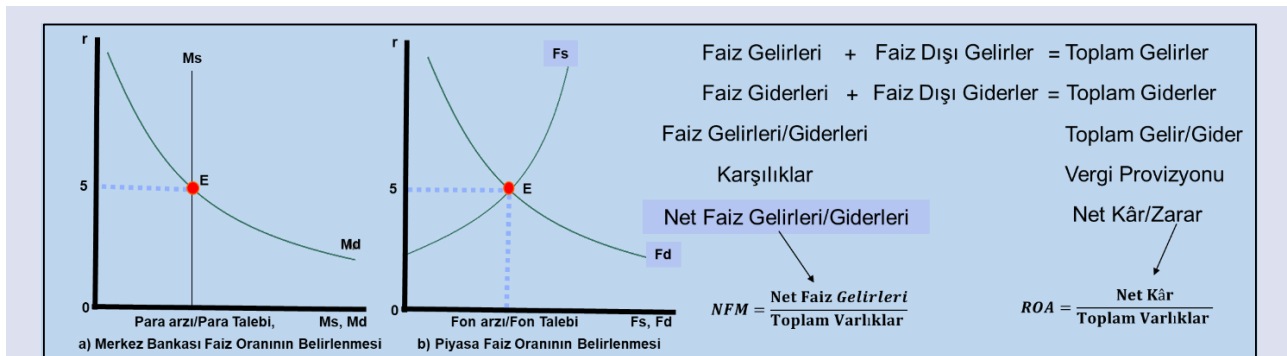 r
Ms
E
5
Md
0
Para arzı/Para Talebi, Ms, Md
a) Merkez Bankası Faiz Oranının Belirlenmesi
r
Fs
E
5
Fd
0
Fon arzı/Fon Talebi Fs, Fd
b) Piyasa Faiz Oranının Belirlenmesi
Faiz Gelirleri + Faiz Dışı Gelirler = Toplam Gelirler
Faiz Giderleri + Faiz Dışı Giderler = Toplam Giderler
Faiz Gelirleri/Giderleri Toplam Gelir/Gider
Karşılıklar Vergi Provizyonu
Net Faiz Gelirleri/Giderleri Net Kâr/Zarar
NFM = Net Faiz Gelirleri / Toplam Varlıklar
ROA = Net Kâr / Toplam Varlıklar